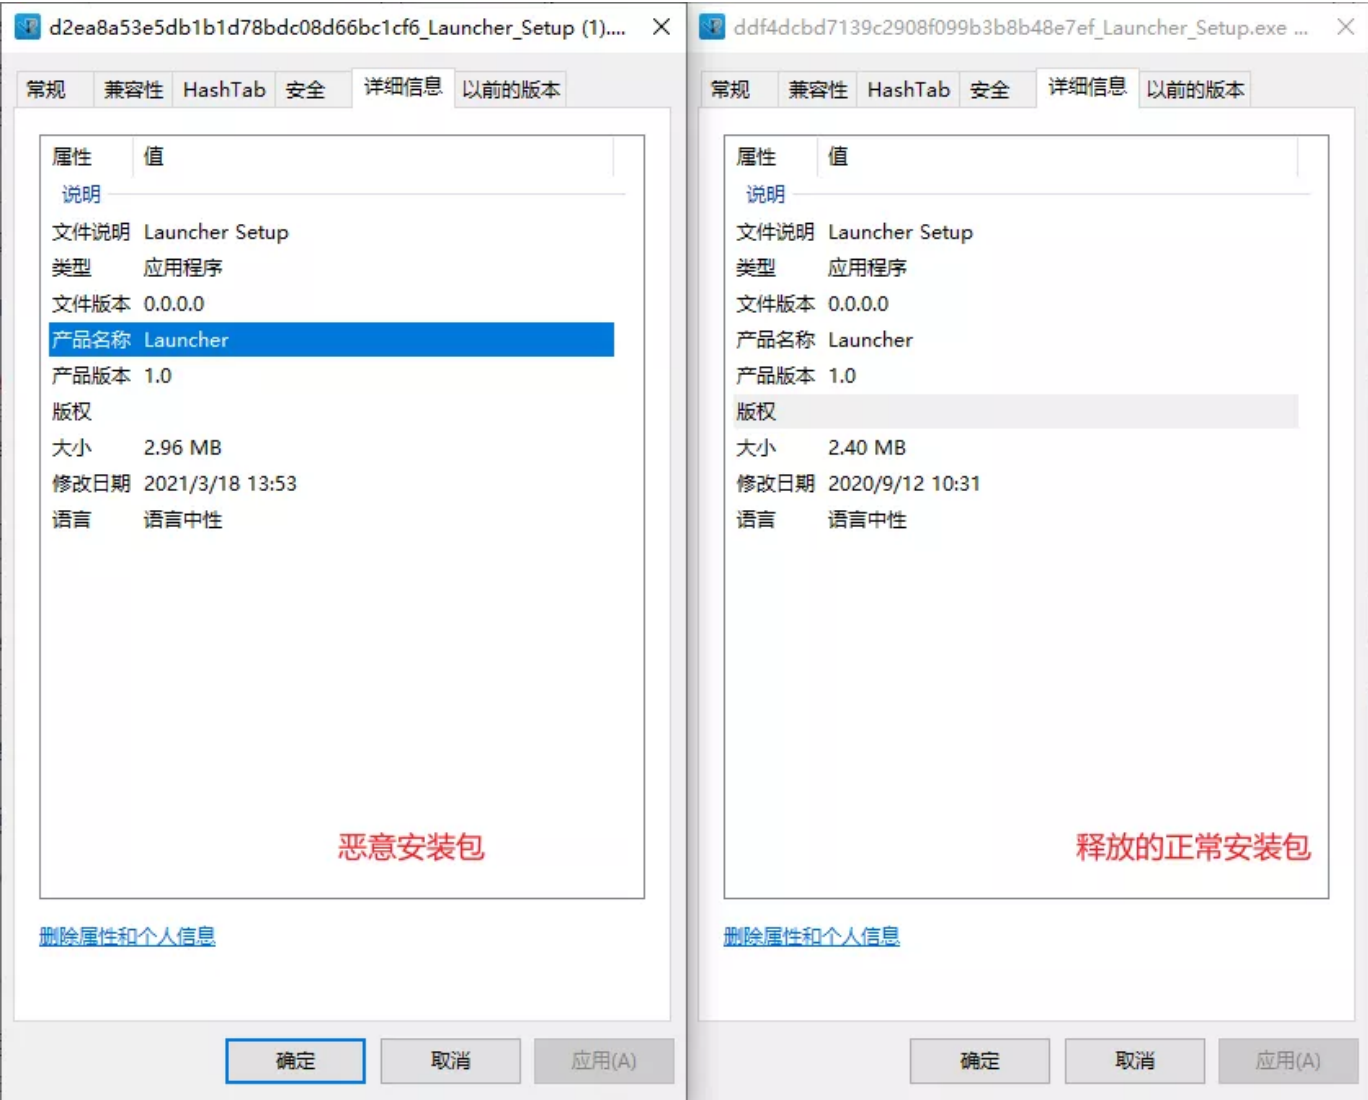 d2ea8a53e5db1b1d78bdc08d66bc1cf6_Launcher_Setup (1)....
常规 兼容性 HashTab 安全 详细信息 以前的版本
属性 值
说明
文件说明 Launcher Setup
类型 应用程序
文件版本 0.0.0.0
产品名称 Launcher
产品版本 1.0
版权
大小 2.96 MB
修改日期 2021/3/18 13:53
语言 语言中性
恶意安装包
删除属性和个人信息
确定 取消 应用(A)
ddf4dcbd7139c2908f099b3b8b48e7ef_Launcher_Setup.exe ...
常规 兼容性 HashTab 安全 详细信息 以前的版本
属性 值
说明
文件说明 Launcher Setup
类型 应用程序
文件版本 0.0.0.0
产品名称 Launcher
产品版本 1.0
版权
大小 2.40 MB
修改日期 2020/9/12 10:31
语言 语言中性
释放的正常安装包
删除属性和个人信息
确定 取消 应用(A)